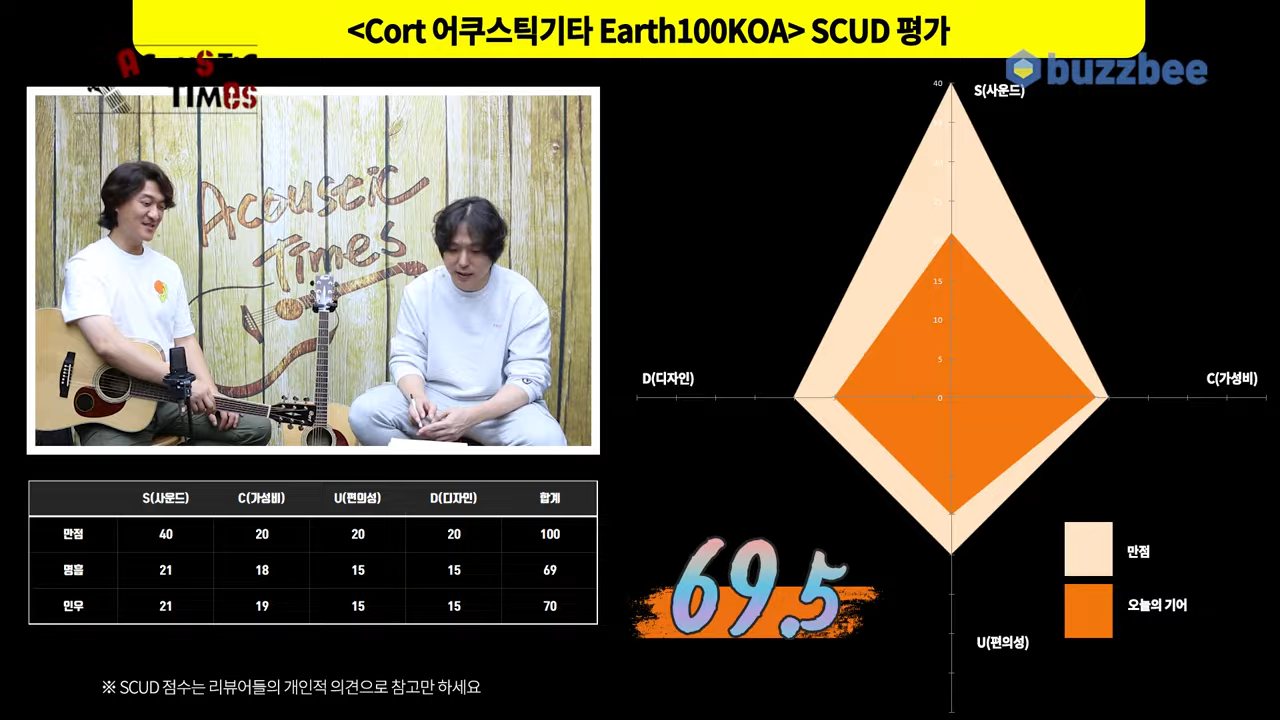 <Cort 어쿠스틱기타 Earth100KOA> SCUD 평가
Acoustic
Times
buzzbee
Acoustic
Times
40
S(사운드)
15
10
5
0
D(디자인)
C(가성비)
U(편의성)
만점
오늘의 기어
S(사운드) C(가성비) U(편의성) D(디자인) 합계
만점 40 20 20 20 100
명흠 21 18 15 15 69
민우 21 19 15 15 70
69.5
※ SCUD 점수는 리뷰어들의 개인적 의견으로 참고만 하세요